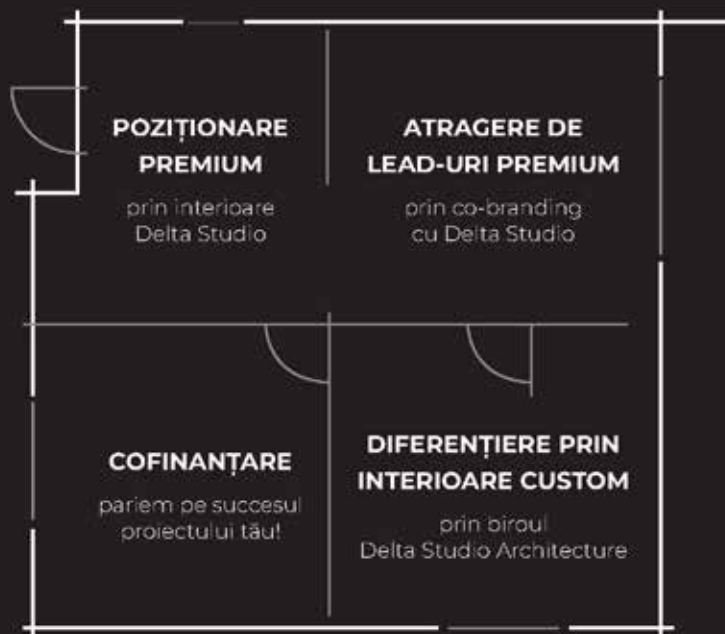 POZIȚIONARE
PREMIUM
prin interioare
Delta Studio
ATRAGERE DE
LEAD-URI PREMIUM
prin co-branding
cu Delta Studio
COFINANȚARE
pariem pe succesul
proiectului tău!
DIFERENȚIERE PRIN
INTERIOARE CUSTOM
prin biroul
Delta Studio Architecture